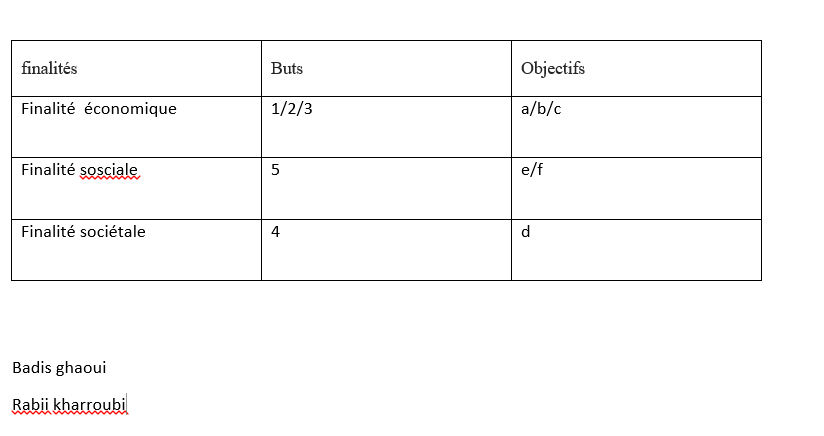 finalités Buts Objectifs
Finalité économique 1/2/3 a/b/c
Finalité sosciale 5 e/f
Finalité sociétale 4 d
Badis ghaoui
Rabii kharroubi